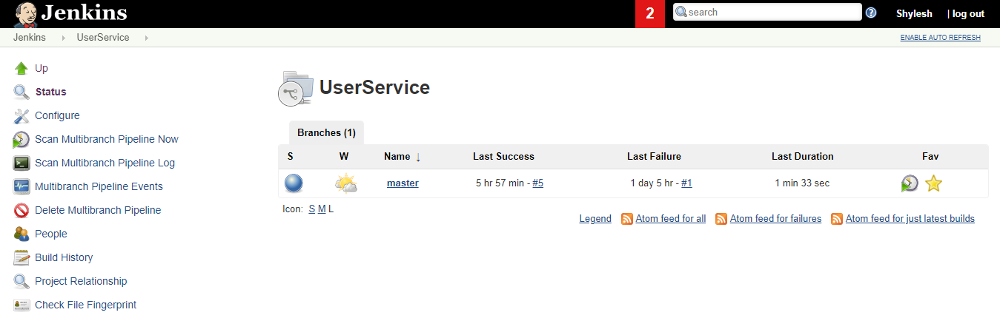 Jenkins 2 search Shylesh | log out
Jenkins UserService ENABLE AUTO REFRESH
Up
Status
Configure
Scan Multibranch Pipeline Now
Scan Multibranch Pipeline Log
Multibranch Pipeline Events
Delete Multibranch Pipeline
People
Build History
Project Relationship
Check File Fingerprint
UserService
Branches (1)
S W Name ↓ Last Success Last Failure Last Duration Fav
master 5 hr 57 min - #5 1 day 5 hr - #1 1 min 33 sec
Icon: S M L
Legend Atom feed for all Atom feed for failures Atom feed for just latest builds